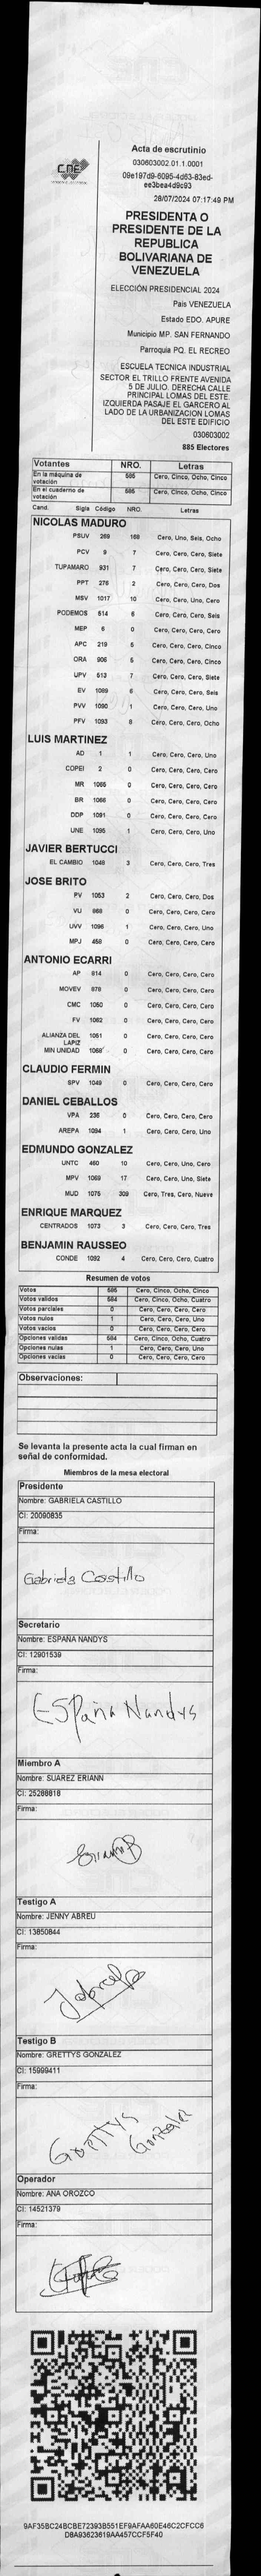 CNE
Acta de escrutinio
030603002.01.1.0001
09e197d9-6095-4d63-83ed-
ee3bea4d9c93
28/07/2024 07:17:49 PM
PRESIDENTA O
PRESIDENTE DE LA
REPUBLICA
BOLIVARIANA DE
VENEZUELA
ELECCIÓN PRESIDENCIAL 2024
País VENEZUELA
Estado EDO. APURE
Municipio MP. SAN FERNANDO
Parroquia PQ. EL RECREO
ESCUELA TECNICA INDUSTRIAL
SECTOR EL TRILLO FRENTE AVENIDA
5 DE JULIO. DERECHA CALLE
PRINCIPAL LOMAS DEL ESTE.
IZQUIERDA PASAJE EL GARCERO AL
LADO DE LA URBANIZACION LOMAS
DEL ESTE EDIFICIO
030603002
885 Electores
Votantes NRO. Letras
En la máquina de votación 585 Cero, Cinco, Ocho, Cinco
En el cuaderno de votación 585 Cero, Cinco, Ocho, Cinco
Cand. Sigla Código NRO. Letras
NICOLAS MADURO
PSUV 269 168 Cero, Uno, Seis, Ocho
PCV 9 7 Cero, Cero, Cero, Siete
TUPAMARO 931 7 Cero, Cero, Cero, Siete
PPT 276 2 Cero, Cero, Cero, Dos
MSV 1017 10 Cero, Cero, Uno, Cero
PODEMOS 514 6 Cero, Cero, Cero, Seis
MEP 6 0 Cero, Cero, Cero, Cero
APC 219 5 Cero, Cero, Cero, Cinco
ORA 906 5 Cero, Cero, Cero, Cinco
UPV 513 7 Cero, Cero, Cero, Siete
EV 1089 6 Cero, Cero, Cero, Seis
PVV 1090 1 Cero, Cero, Cero, Uno
PFV 1093 8 Cero, Cero, Cero, Ocho
LUIS MARTINEZ
AD 1 1 Cero, Cero, Cero, Uno
COPEI 2 0 Cero, Cero, Cero, Cero
MR 1065 0 Cero, Cero, Cero, Cero
BR 1066 0 Cero, Cero, Cero, Cero
DDP 1091 0 Cero, Cero, Cero, Cero
UNE 1095 1 Cero, Cero, Cero, Uno
JAVIER BERTUCCI
EL CAMBIO 1048 3 Cero, Cero, Cero, Tres
JOSE BRITO
PV 1053 2 Cero, Cero, Cero, Dos
VU 868 0 Cero, Cero, Cero, Cero
UVV 1096 1 Cero, Cero, Cero, Uno
MPJ 458 0 Cero, Cero, Cero, Cero
ANTONIO ECARRI
AP 814 0 Cero, Cero, Cero, Cero
MOVEV 878 0 Cero, Cero, Cero, Cero
CMC 1050 0 Cero, Cero, Cero, Cero
FV 1062 0 Cero, Cero, Cero, Cero
ALIANZA DEL LAPIZ 1051 0 Cero, Cero, Cero, Cero
MIN UNIDAD 1068 0 Cero, Cero, Cero, Cero
CLAUDIO FERMIN
SPV 1049 0 Cero, Cero, Cero, Cero
DANIEL CEBALLOS
VPA 236 0 Cero, Cero, Cero, Cero
AREPA 1094 1 Cero, Cero, Cero, Uno
EDMUNDO GONZALEZ
UNTC 460 10 Cero, Cero, Uno, Cero
MPV 1069 17 Cero, Cero, Uno, Siete
MUD 1075 309 Cero, Tres, Cero, Nueve
ENRIQUE MARQUEZ
CENTRADOS 1073 3 Cero, Cero, Cero, Tres
BENJAMIN RAUSSEO
CONDE 1092 4 Cero, Cero, Cero, Cuatro
Resumen de votos
Votos 585 Cero, Cinco, Ocho, Cinco
Votos validos 584 Cero, Cinco, Ocho, Cuatro
Votos parciales 0 Cero, Cero, Cero, Cero
Votos nulos 1 Cero, Cero, Cero, Uno
Votos vacios 0 Cero, Cero, Cero, Cero
Opciones validas 584 Cero, Cinco, Ocho, Cuatro
Opciones nulas 1 Cero, Cero, Cero, Uno
Opciones vacias 0 Cero, Cero, Cero, Cero
Observaciones:
Se levanta la presente acta la cual firman en
señal de conformidad.
Miembros de la mesa electoral
Presidente
Nombre: GABRIELA CASTILLO
CI: 20090835
Firma:
Gabriela Castillo
Secretario
Nombre: ESPAÑA NANDYS
CI: 12901539
Firma:
España Nandys
Miembro A
Nombre: SUAREZ ERIANN
CI: 25288618
Firma:
Testigo A
Nombre: JENNY ABREU
CI: 13850844
Firma:
Testigo B
Nombre: GRETTYS GONZALEZ
CI: 15999411
Firma:
Grettys
Gonzalez
Operador
Nombre: ANA OROZCO
CI: 14521379
Firma:
9AF35BC24BCBE72393B551EF9AFAA60E46C2CFCC6
D8A93623619AA457CCF5F40